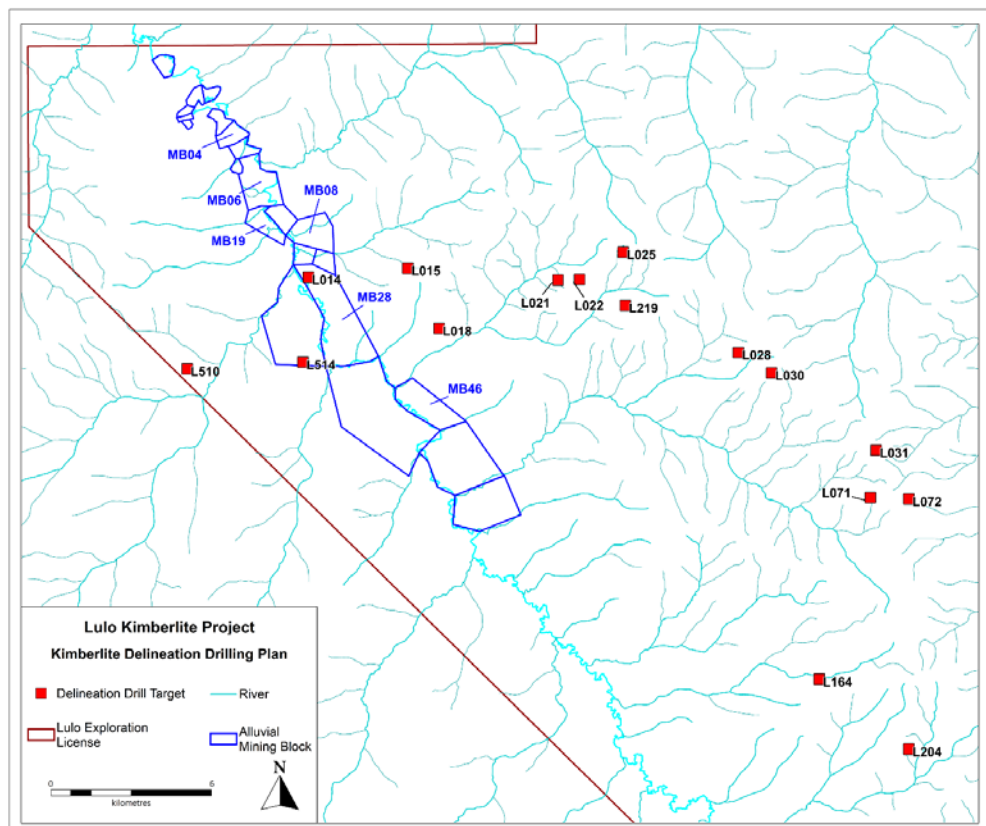 MB04
MB06
MB08
MB19
L025
L015
L014
L021
L022
MB28
L219
L018
L028
L514
L510
L030
MB46
L031
L071
L072
Lulo Kimberlite Project
Kimberlite Delineation Drilling Plan
Delineation Drill Target
River
Lulo Exploration
License
Alluvial
Mining Block
N
0
6
kilometres
L164
L204